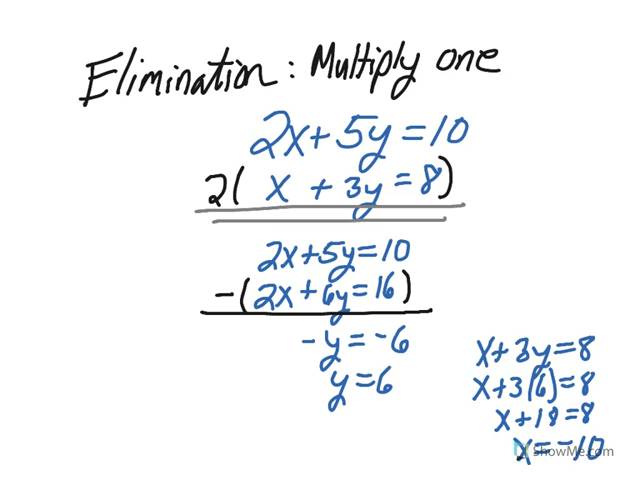 Elimination: Multiply one
2x+5y=10
2( x + 3y = 8)
2x+5y=10
-(2x + 6y = 16)
-y = -6
y = 6
x + 3y = 8
x + 3(6) = 8
x + 18 = 8
x = -10
ShowMe.com